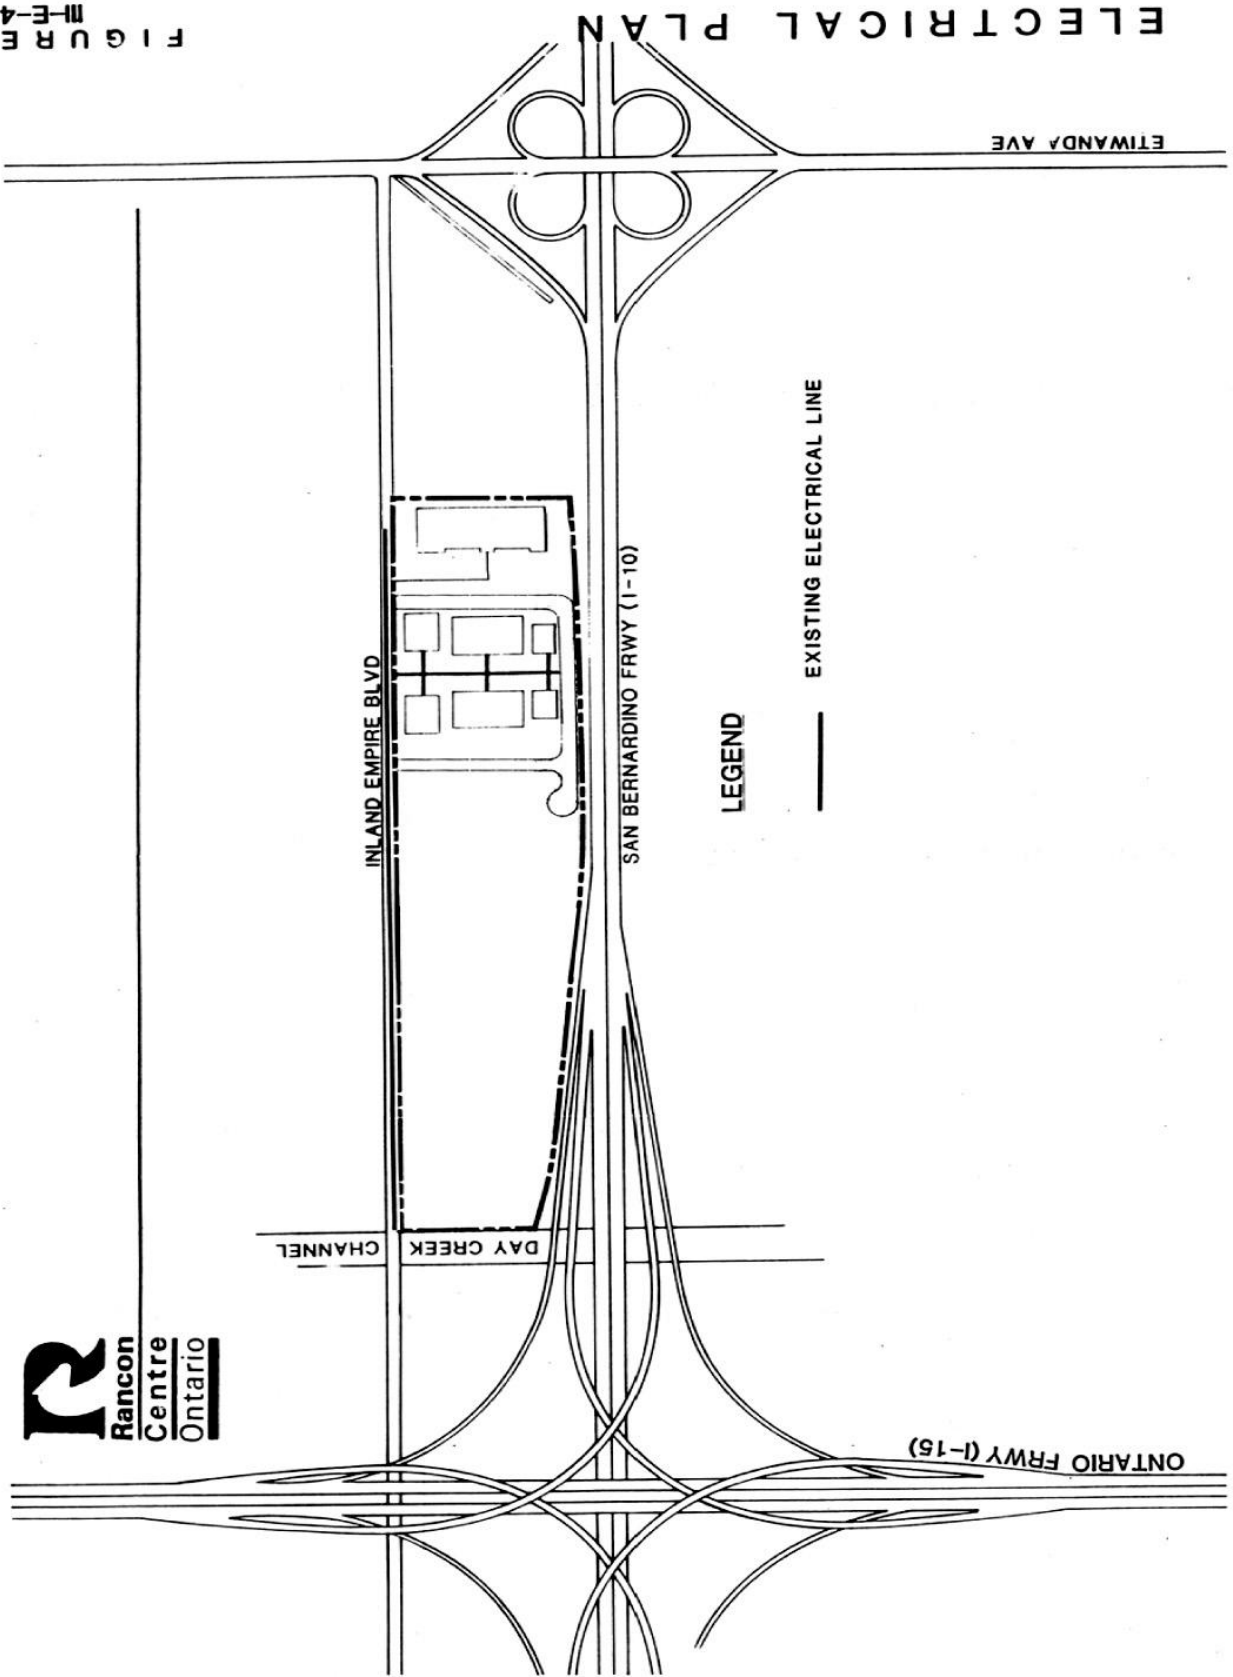 ELECTRICAL PLAN
FIGURE
III-E-4
ETIWANDA AVE
INLAND EMPIRE BLVD
SAN BERNARDINO FRWY (I-10)
LEGEND
EXISTING ELECTRICAL LINE
DAY CREEK CHANNEL
Rancon
Centre
Ontario
ONTARIO FRWY (I-15)